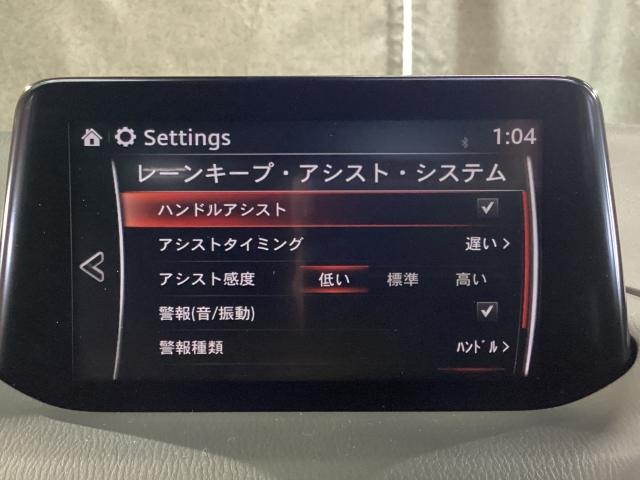 Settings 1:04
レーンキープ・アシスト・システム
ハンドルアシスト
アシストタイミング 遅い
アシスト感度 低い 標準 高い
警報(音/振動)
警報種類 ﾊﾝﾄﾞﾙ